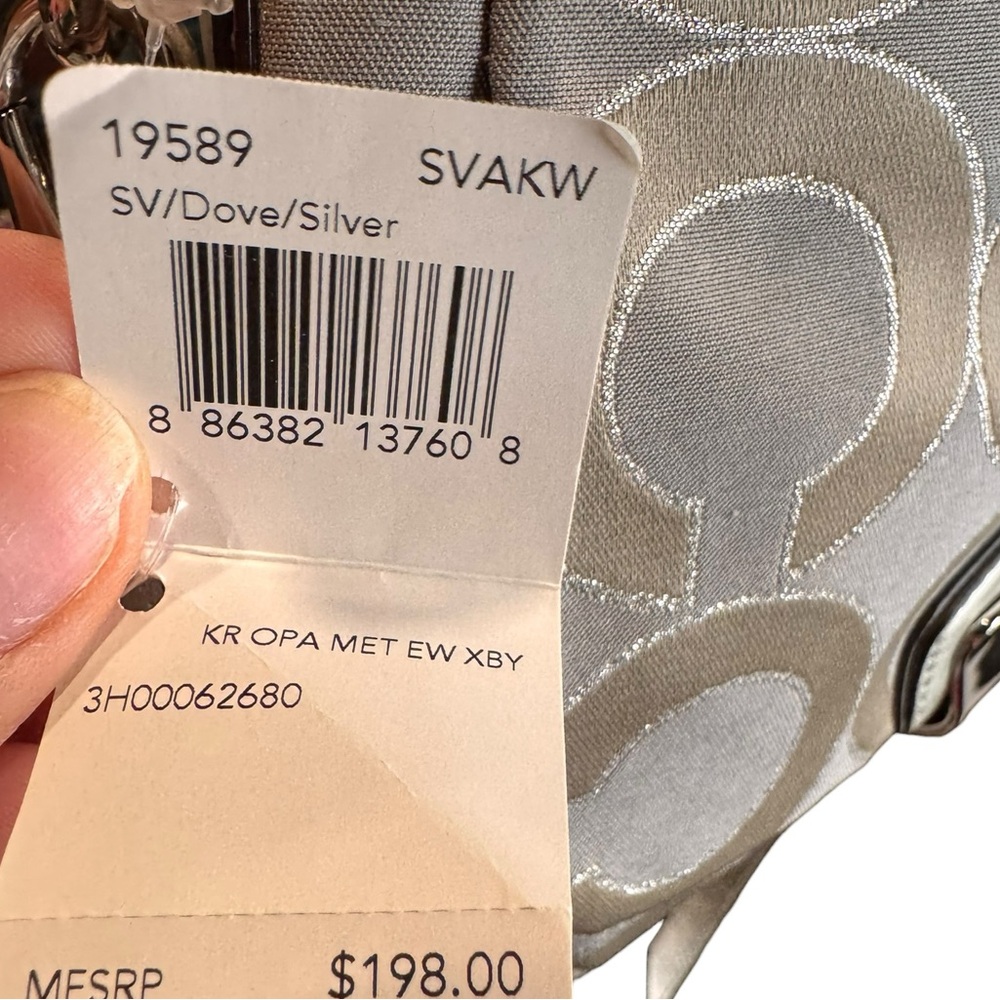 19589 SVAKW
SV/Dove/Silver
8 86382 13760 8
KR OPA MET EW XBY
3H00062680
MFSRP $198.00